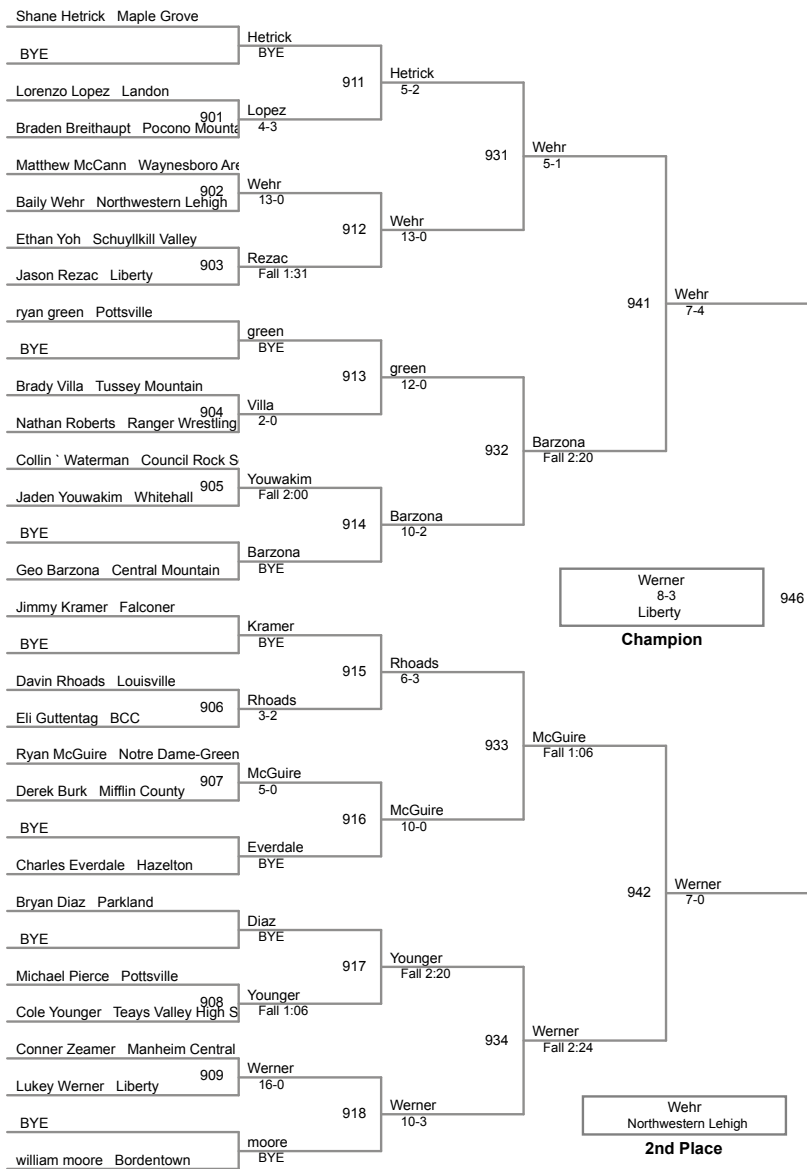 Shane Hetrick Maple Grove
BYE
Lorenzo Lopez Landon
901
Braden Breithaupt Pocono Mounta
Matthew McCann Waynesboro Are
902
Baily Wehr Northwestern Lehigh
Ethan Yoh Schuyllkill Valley
903
Jason Rezac Liberty
ryan green Pottsville
BYE
Brady Villa Tussey Mountain
904
Nathan Roberts Ranger Wrestling
Collin ` Waterman Council Rock S
905
Jaden Youwakim Whitehall
BYE
Geo Barzona Central Mountain
Jimmy Kramer Falconer
BYE
Davin Rhoads Louisville
906
Eli Guttentag BCC
Ryan McGuire Notre Dame-Green
907
Derek Burk Mifflin County
BYE
Charles Everdale Hazelton
Bryan Diaz Parkland
BYE
Michael Pierce Pottsville
908
Cole Younger Teays Valley High S
Conner Zeamer Manheim Central
909
Lukey Werner Liberty
BYE
william moore Bordentown
Hetrick
BYE
911
Lopez
4-3
Wehr
13-0
912
Rezac
Fall 1:31
green
BYE
913
Villa
2-0
Youwakim
Fall 2:00
914
Barzona
BYE
Kramer
BYE
915
Rhoads
3-2
McGuire
5-0
916
Everdale
BYE
Diaz
BYE
917
Younger
Fall 1:06
Werner
16-0
918
moore
BYE
Hetrick
5-2
931
Wehr
13-0
green
12-0
932
Barzona
10-2
Rhoads
6-3
933
McGuire
10-0
Younger
Fall 2:20
934
Werner
10-3
Wehr
5-1
941
Barzona
Fall 2:20
McGuire
Fall 1:06
942
Werner
Fall 2:24
Wehr
7-4
Werner
7-0
Werner
8-3
Liberty
946
Champion
Wehr
Northwestern Lehigh
2nd Place